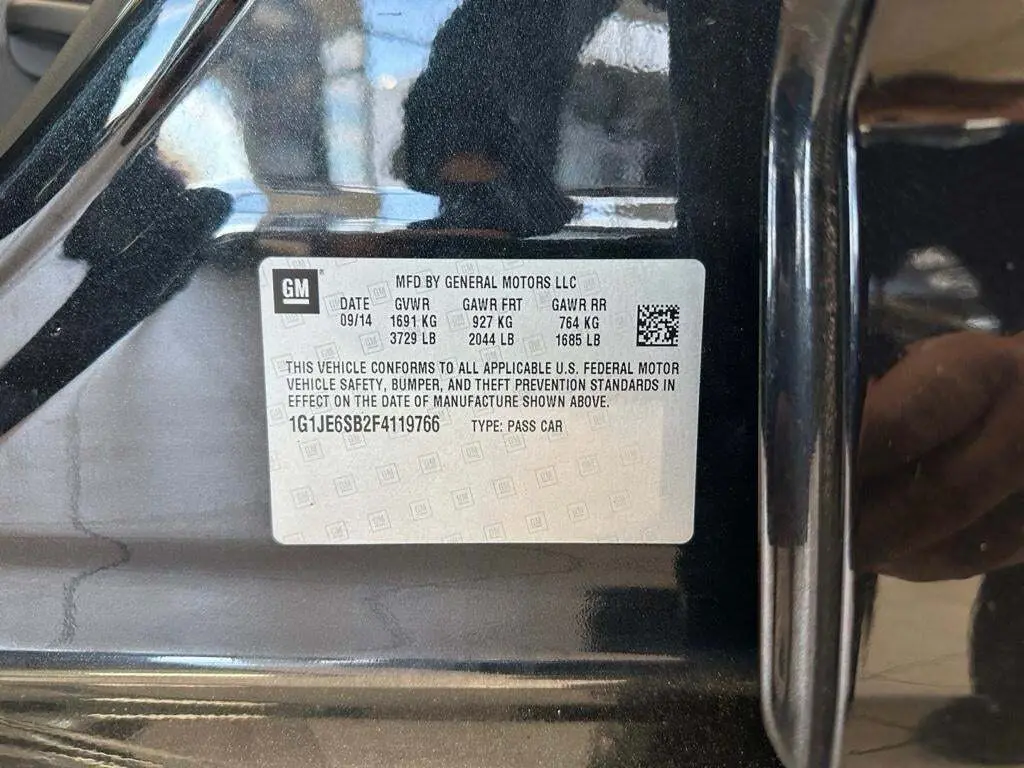 GM
MFD BY GENERAL MOTORS LLC
DATE GVWR GAWR FRT GAWR RR
09/14 1691 KG 927 KG 764 KG
3729 LB 2044 LB 1685 LB
THIS VEHICLE CONFORMS TO ALL APPLICABLE U.S. FEDERAL MOTOR
VEHICLE SAFETY, BUMPER, AND THEFT PREVENTION STANDARDS IN
EFFECT ON THE DATE OF MANUFACTURE SHOWN ABOVE.
1G1JE6SB2F4119766 TYPE: PASS CAR